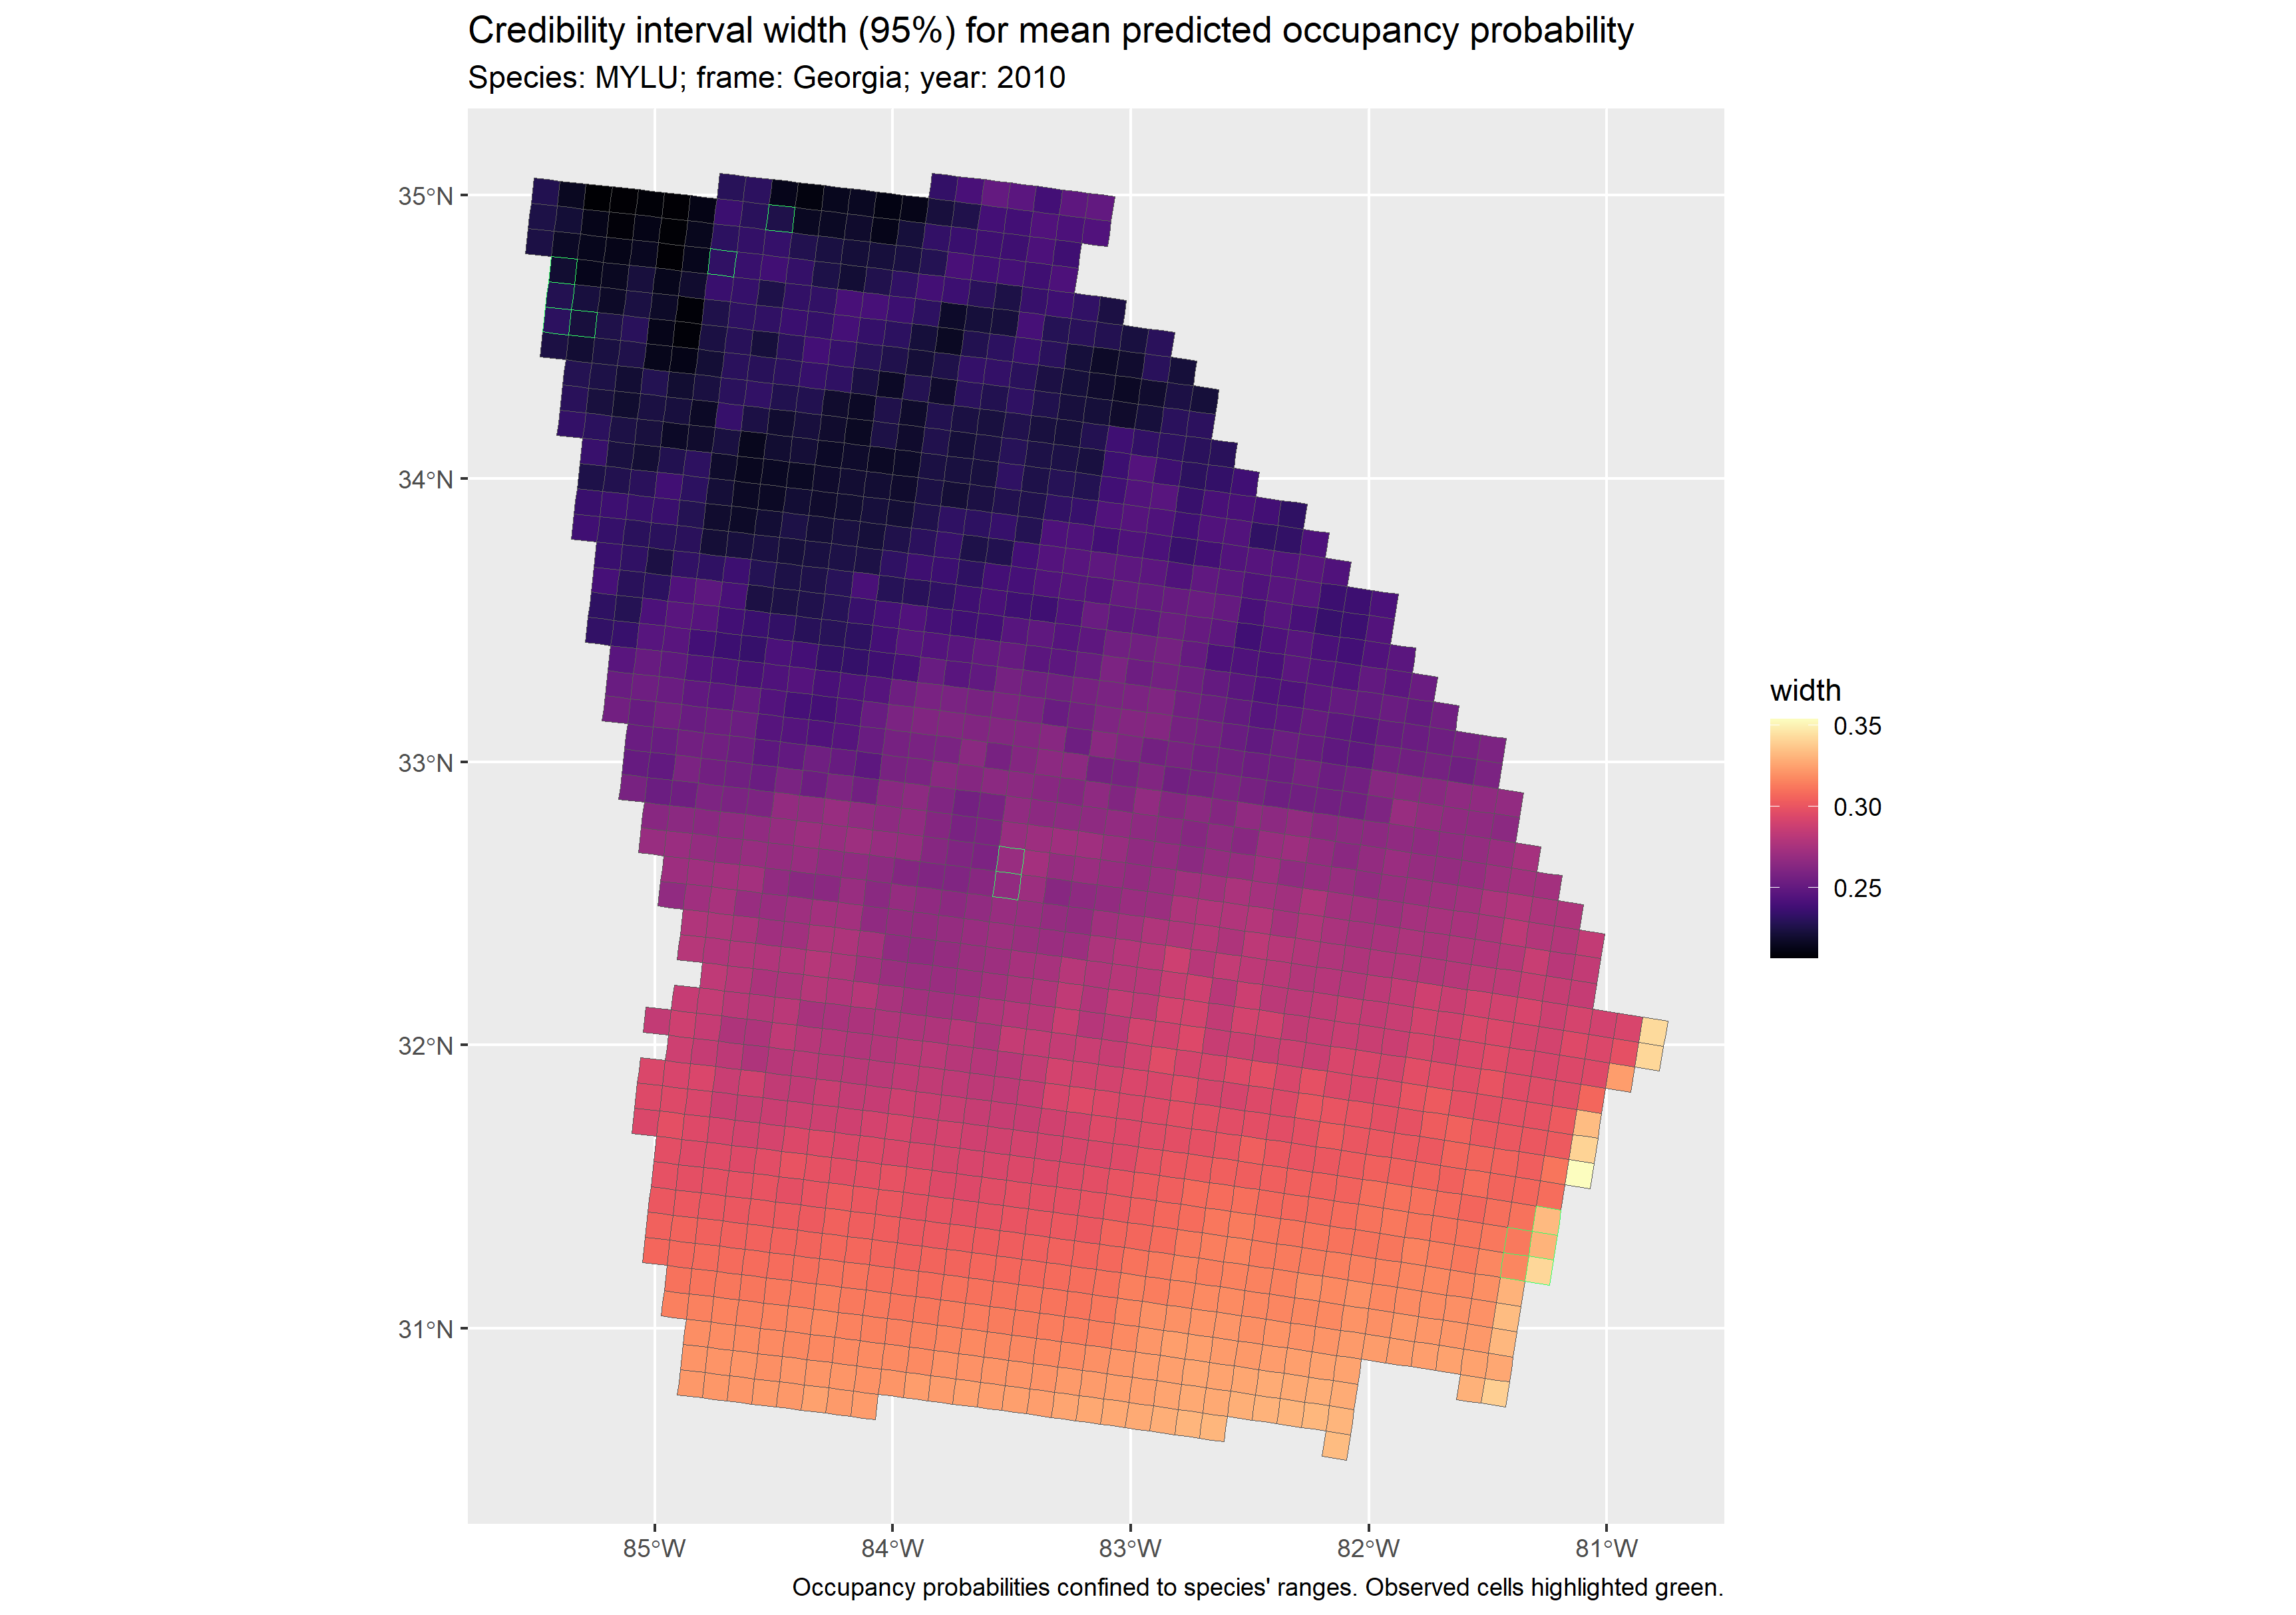 Credibility interval width (95%) for mean predicted occupancy probability
Species: MYLU; frame: Georgia; year: 2010
35°N
34°N
33°N
32°N
31°N
85°W
84°W
83°W
82°W
81°W
width
0.35
0.30
0.25
Occupancy probabilities confined to species' ranges. Observed cells highlighted green.